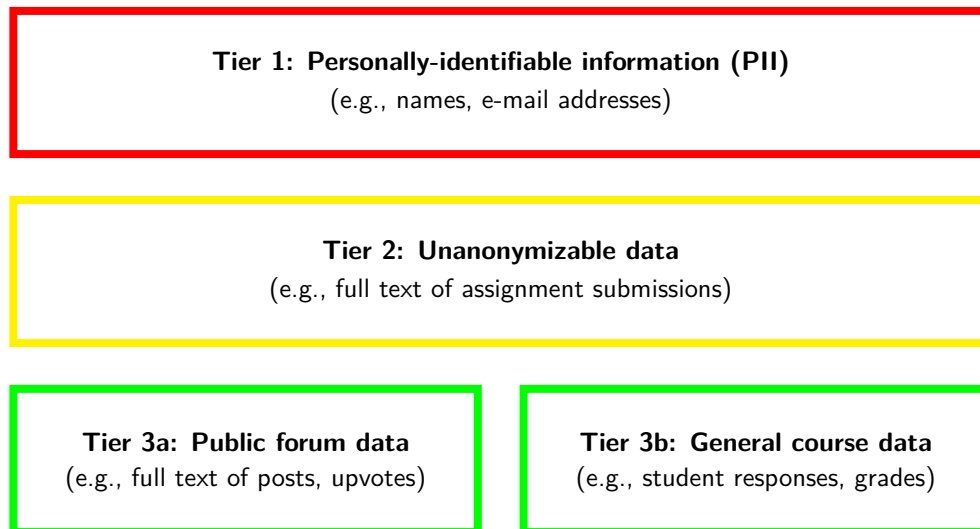 Tier 1: Personally-identifiable information (PII)
(e.g., names, e-mail addresses)
Tier 2: Unanonymizable data
(e.g., full text of assignment submissions)
Tier 3a: Public forum data
(e.g., full text of posts, upvotes)
Tier 3b: General course data
(e.g., student responses, grades)